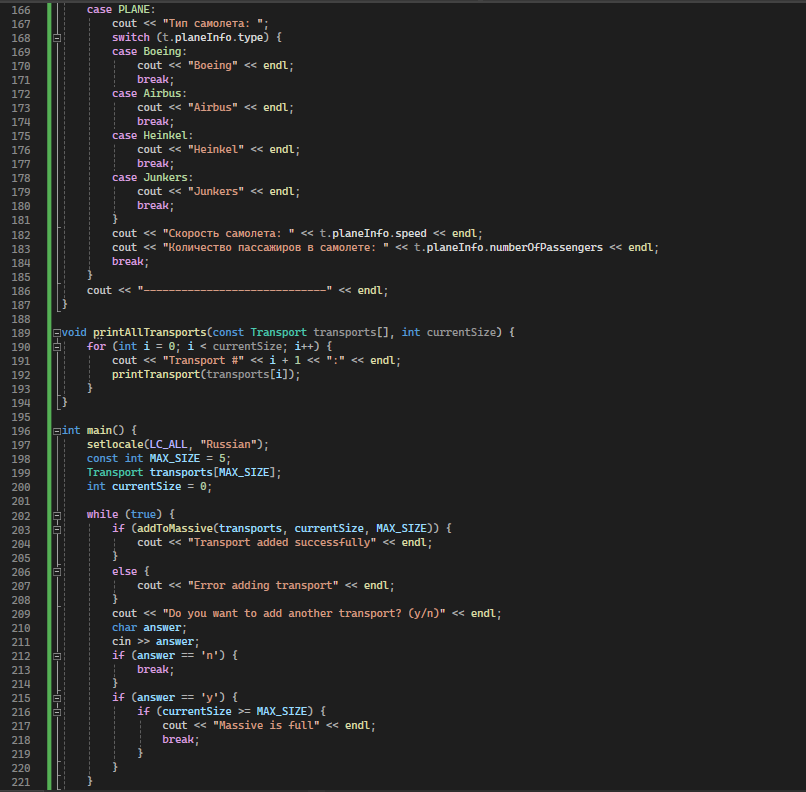 166 case PLANE:
167 cout << "Тип самолета: ";
168 switch (t.planeInfo.type) {
169 case Boeing:
170 cout << "Boeing" << endl;
171 break;
172 case Airbus:
173 cout << "Airbus" << endl;
174 break;
175 case Heinkel:
176 cout << "Heinkel" << endl;
177 break;
178 case Junkers:
179 cout << "Junkers" << endl;
180 break;
181 }
182 cout << "Скорость самолета: " << t.planeInfo.speed << endl;
183 cout << "Количество пассажиров в самолете: " << t.planeInfo.numberOfPassengers << endl;
184 break;
185 }
186 cout << "-----------------------------" << endl;
187 }
188
189 void printAllTransports(const Transport transports[], int currentSize) {
190 for (int i = 0; i < currentSize; i++) {
191 cout << "Transport #" << i + 1 << ":" << endl;
192 printTransport(transports[i]);
193 }
194 }
195
196 int main() {
197 setlocale(LC_ALL, "Russian");
198 const int MAX_SIZE = 5;
199 Transport transports[MAX_SIZE];
200 int currentSize = 0;
201
202 while (true) {
203 if (addToMassive(transports, currentSize, MAX_SIZE)) {
204 cout << "Transport added successfully" << endl;
205 }
206 else {
207 cout << "Error adding transport" << endl;
208 }
209 cout << "Do you want to add another transport? (y/n)" << endl;
210 char answer;
211 cin >> answer;
212 if (answer == 'n') {
213 break;
214 }
215 if (answer == 'y') {
216 if (currentSize >= MAX_SIZE) {
217 cout << "Massive is full" << endl;
218 break;
219 }
220 }
221 }